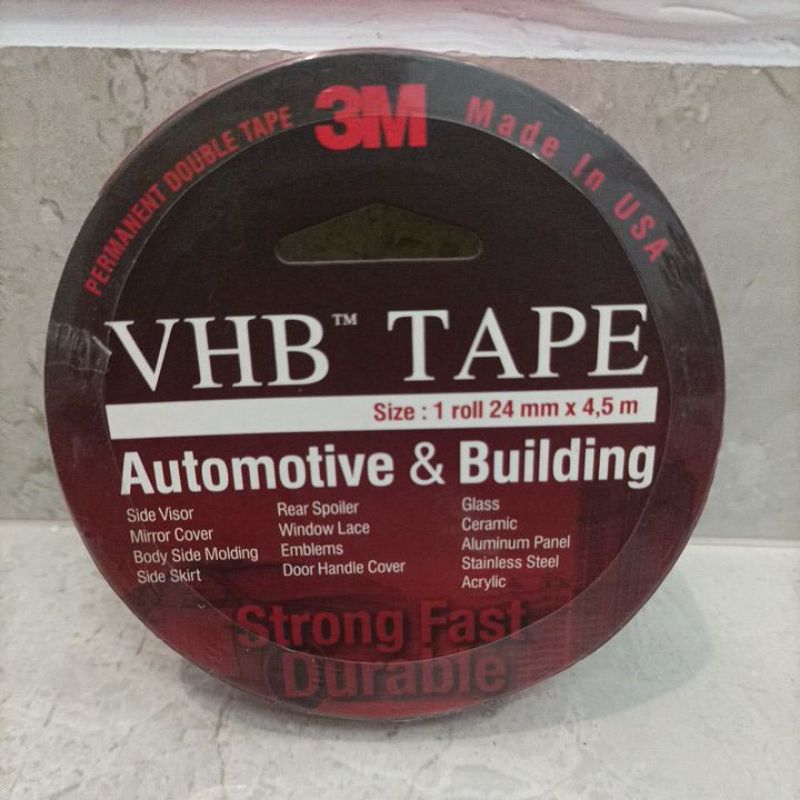 PERMANENT DOUBLE TAPE
3M
Made In USA
VHB™ TAPE
Size : 1 roll 24 mm x 4,5 m
Automotive & Building
Side Visor
Mirror Cover
Body Side Molding
Side Skirt
Rear Spoiler
Window Lace
Emblems
Door Handle Cover
Glass
Ceramic
Aluminum Panel
Stainless Steel
Acrylic
Strong Fast
Durable